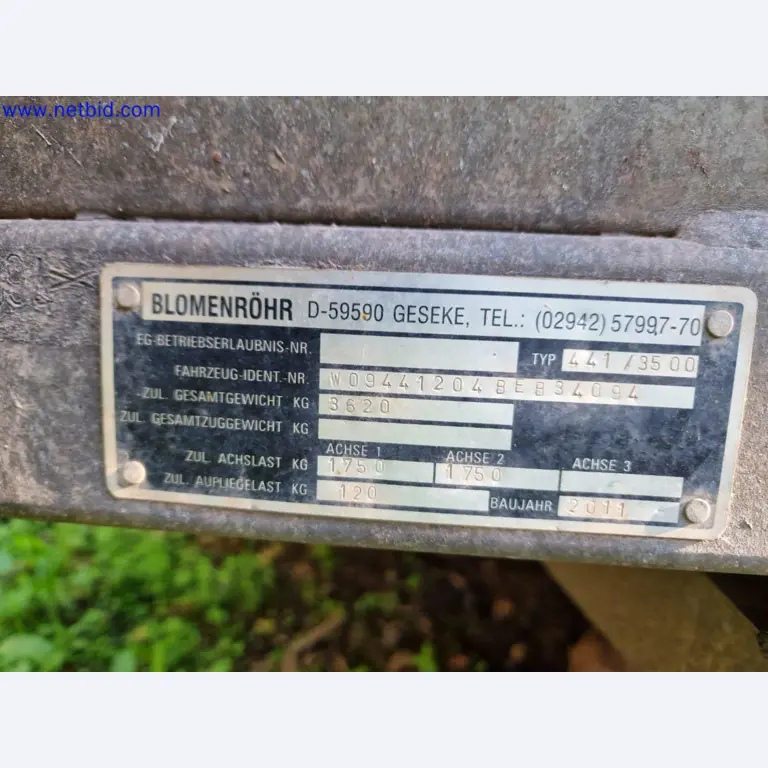 www.netbid.com
BLOMENRÖHR D-59590 GESEKE, TEL.: (02942) 57997-70
EG-BETRIEBSERLAUBNIS-NR. TYP 441/3500
FAHRZEUG-IDENT.-NR. W09441204BEB34094
ZUL. GESAMTGEWICHT KG 3620
ZUL. GESAMTZUGGEWICHT KG
ACHSE 1 ACHSE 2 ACHSE 3
ZUL. ACHSLAST KG 1750 1750
ZUL. AUFLIEGELAST KG 120 BAUJAHR 2011